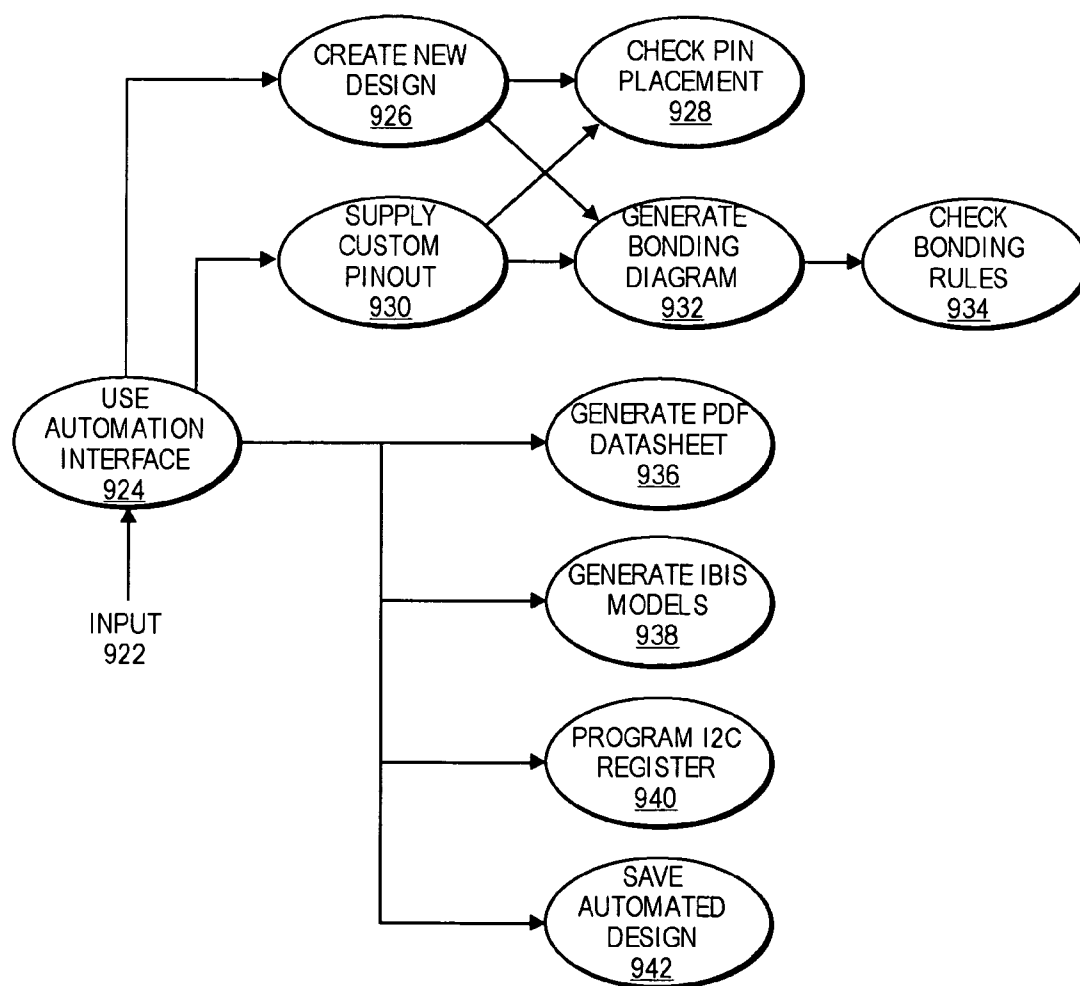 CREATE NEW
DESIGN
926
CHECK PIN
PLACEMENT
928
SUPPLY
CUSTOM
PINOUT
930
GENERATE
BONDING
DIAGRAM
932
CHECK
BONDING
RULES
934
USE
AUTOMATION
INTERFACE
924
INPUT
922
GENERATE PDF
DATASHEET
936
GENERATE IBIS
MODELS
938
PROGRAM I2C
REGISTER
940
SAVE
AUTOMATED
DESIGN
942